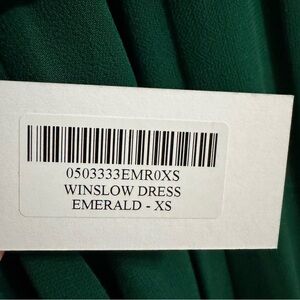 0503333EMR0XS
WINSLOW DRESS
EMERALD - XS